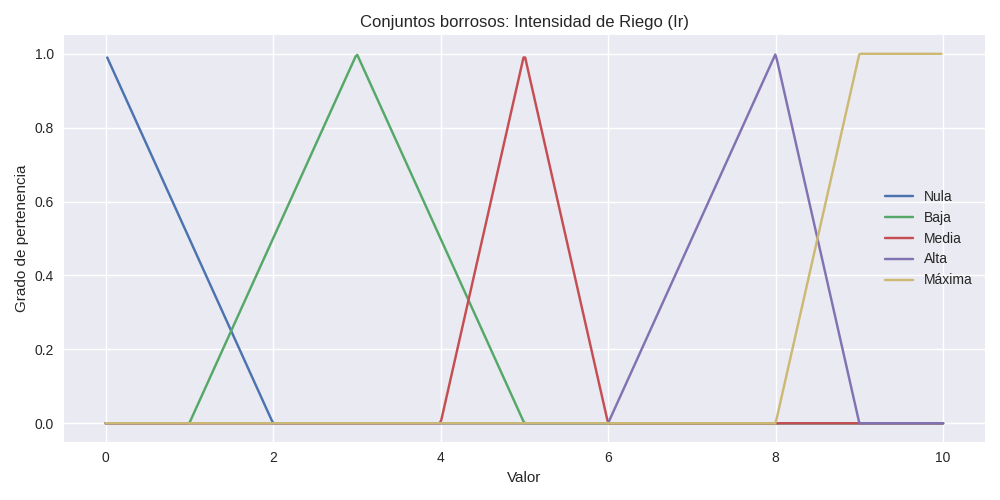 Conjuntos borrosos: Intensidad de Riego (Ir)
Grado de pertenencia
1.0
0.8
0.6
0.4
0.2
0.0
Nula
Baja
Media
Alta
Máxima
0 2 4 6 8 10
Valor